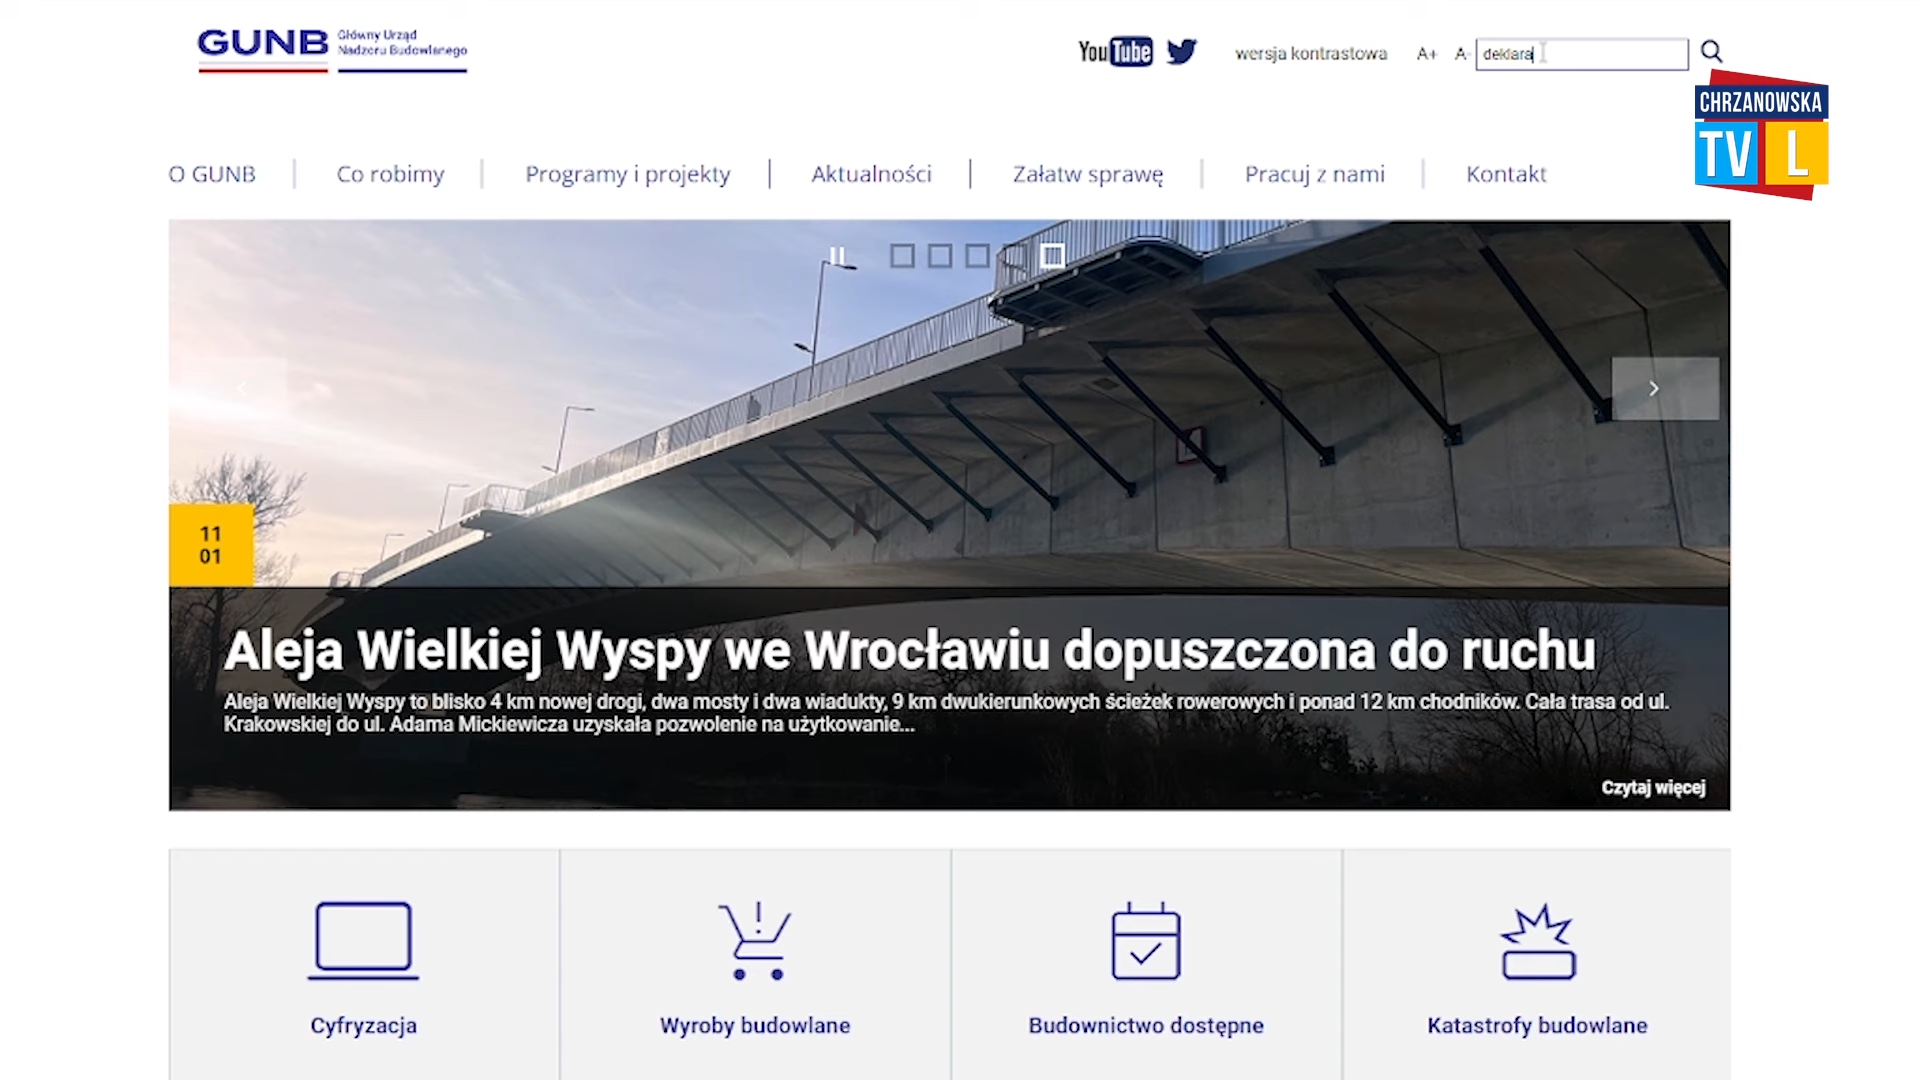 GUNB
Główny Urząd
Nadzoru Budowlanego
YouTube
wersja kontrastowa
A+
A-
deklara
CHRZANOWSKA
TV L
O GUNB
Co robimy
Programy i projekty
Aktualności
Załatw sprawę
Pracuj z nami
Kontakt
11
01
Aleja Wielkiej Wyspy we Wrocławiu dopuszczona do ruchu
Aleja Wielkiej Wyspy to blisko 4 km nowej drogi, dwa mosty i dwa wiadukty, 9 km dwukierunkowych ścieżek rowerowych i ponad 12 km chodników. Cała trasa od ul.
Krakowskiej do ul. Adama Mickiewicza uzyskała pozwolenie na użytkowanie...
Czytaj więcej
Cyfryzacja
Wyroby budowlane
Budownictwo dostępne
Katastrofy budowlane